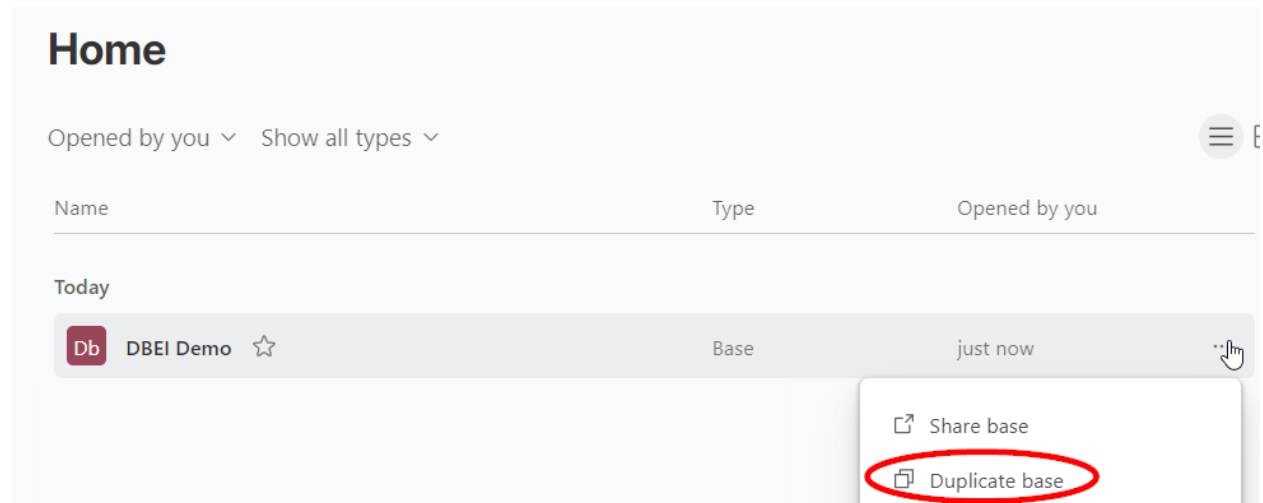 Home
Opened by you Show all types
Name Type Opened by you
Today
Db DBEI Demo Base just now
Share base
Duplicate base